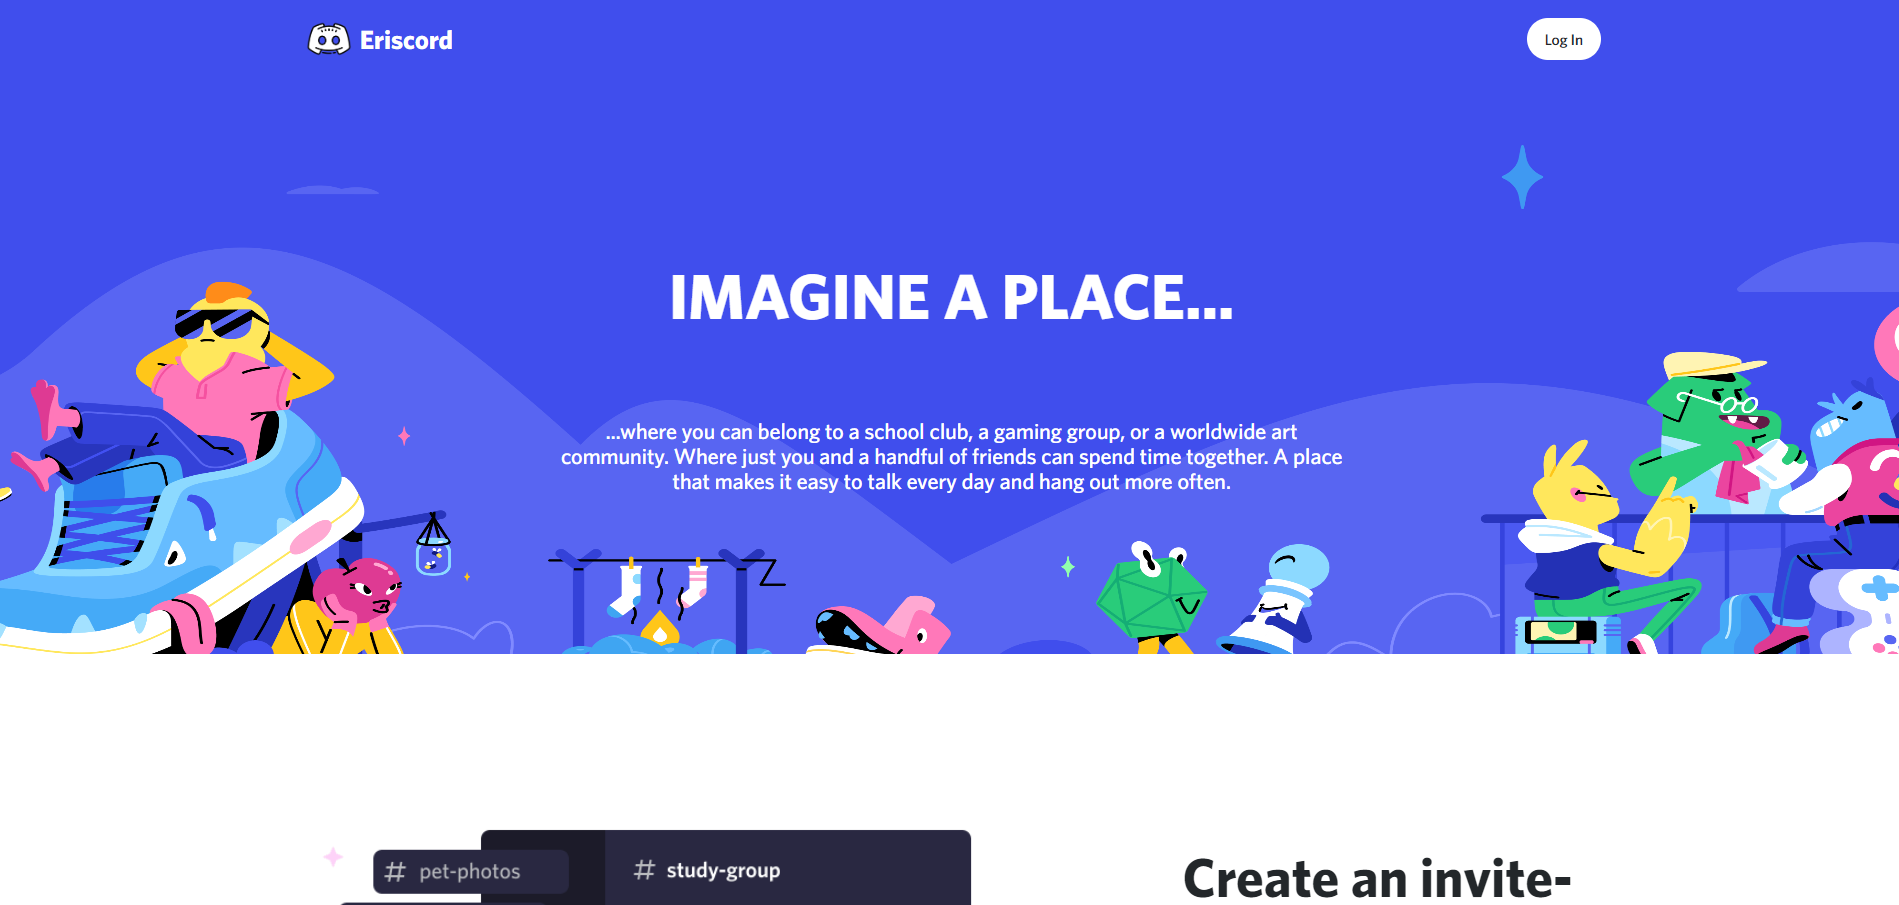 Eriscord
Log In
IMAGINE A PLACE...
...where you can belong to a school club, a gaming group, or a worldwide art
community. Where just you and a handful of friends can spend time together. A place
that makes it easy to talk every day and hang out more often.
# pet-photos
# study-group
Create an invite-